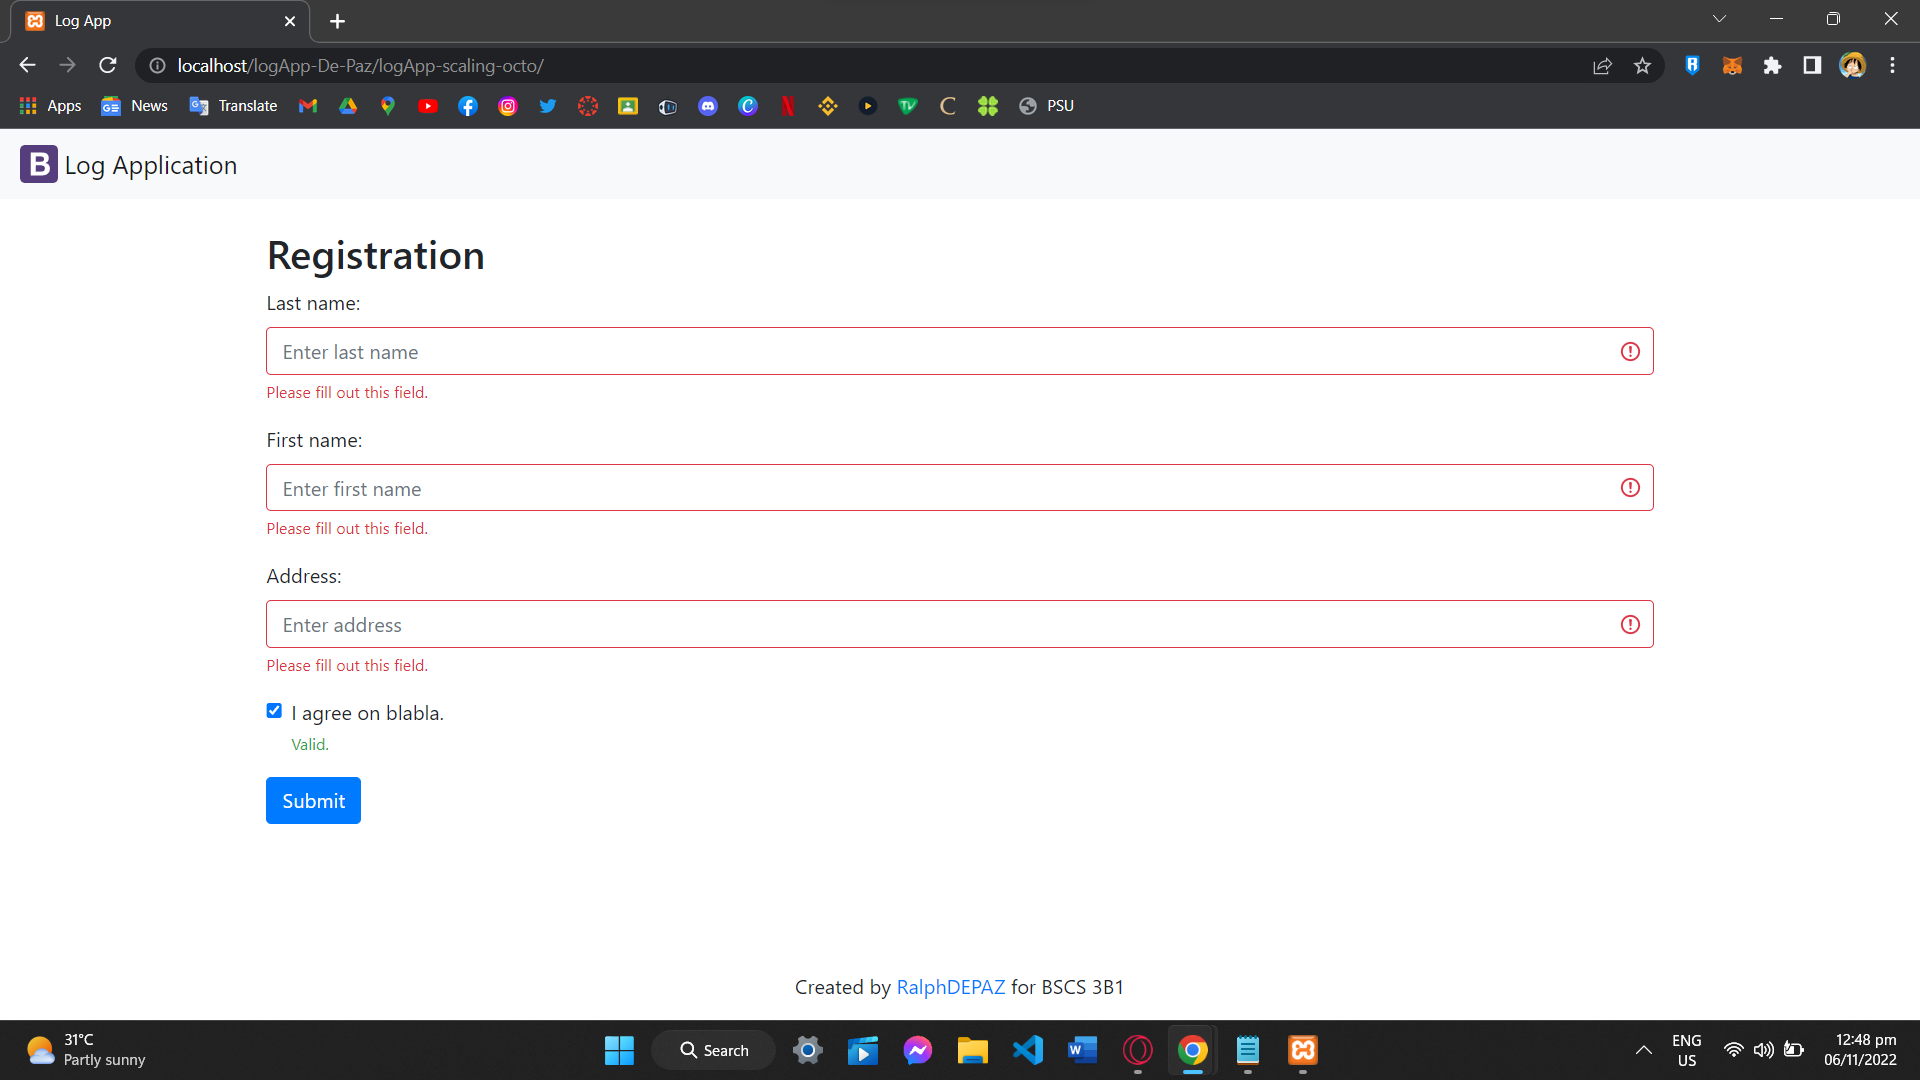 Log App
localhost/logApp-De-Paz/logApp-scaling-octo/
Apps News Translate PSU
B Log Application
Registration
Last name:
Enter last name
Please fill out this field.
First name:
Enter first name
Please fill out this field.
Address:
Enter address
Please fill out this field.
I agree on blabla.
Valid.
Submit
Created by RalphDEPAZ for BSCS 3B1
31°C
Partly sunny
Search
ENG
US
12:48 pm
06/11/2022